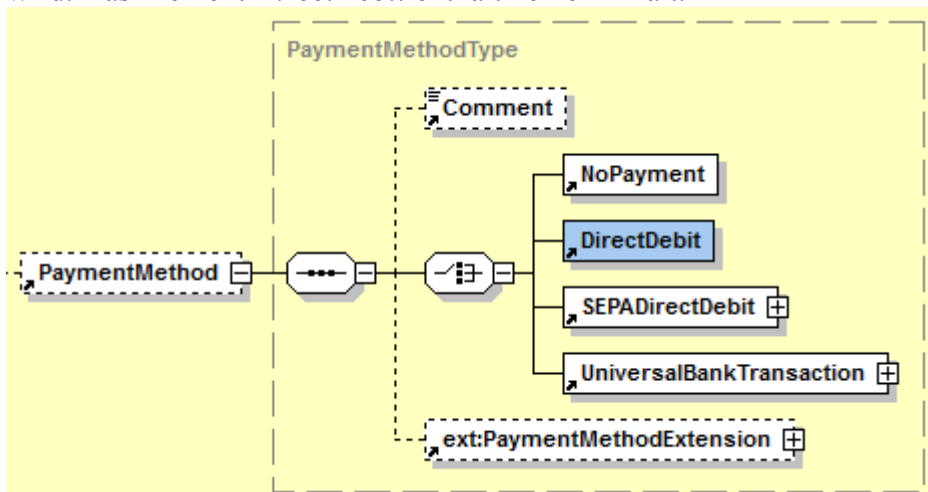 PaymentMethodType
Comment
NoPayment
DirectDebit
PaymentMethod
SEPADirectDebit
UniversalBankTransaction
ext:PaymentMethodExtension